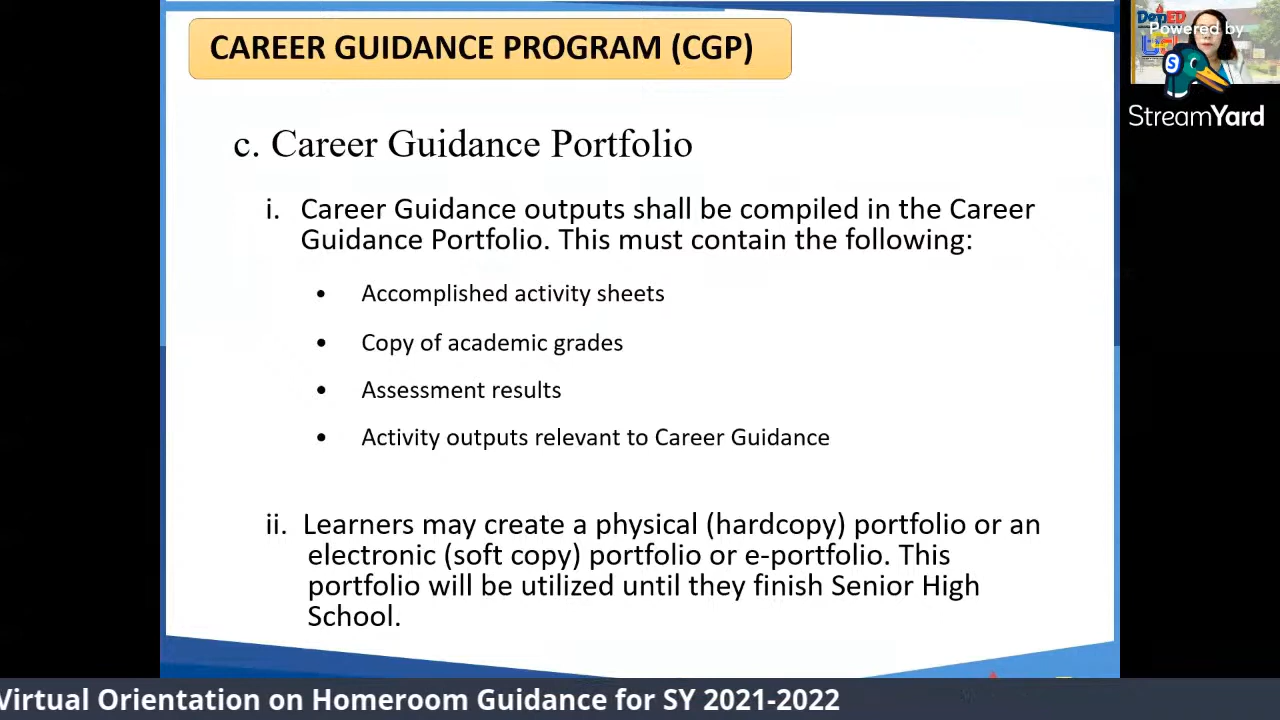 CAREER GUIDANCE PROGRAM (CGP)
DepED
Powered by
S
StreamYard
c. Career Guidance Portfolio
i. Career Guidance outputs shall be compiled in the Career
Guidance Portfolio. This must contain the following:
• Accomplished activity sheets
• Copy of academic grades
• Assessment results
• Activity outputs relevant to Career Guidance
ii. Learners may create a physical (hardcopy) portfolio or an
electronic (soft copy) portfolio or e-portfolio. This
portfolio will be utilized until they finish Senior High
School.
Virtual Orientation on Homeroom Guidance for SY 2021-2022